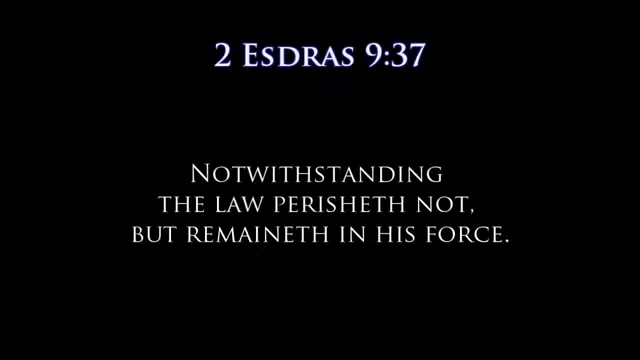 2 Esdras 9:37
Notwithstanding
the law perisheth not,
but remaineth in his force.